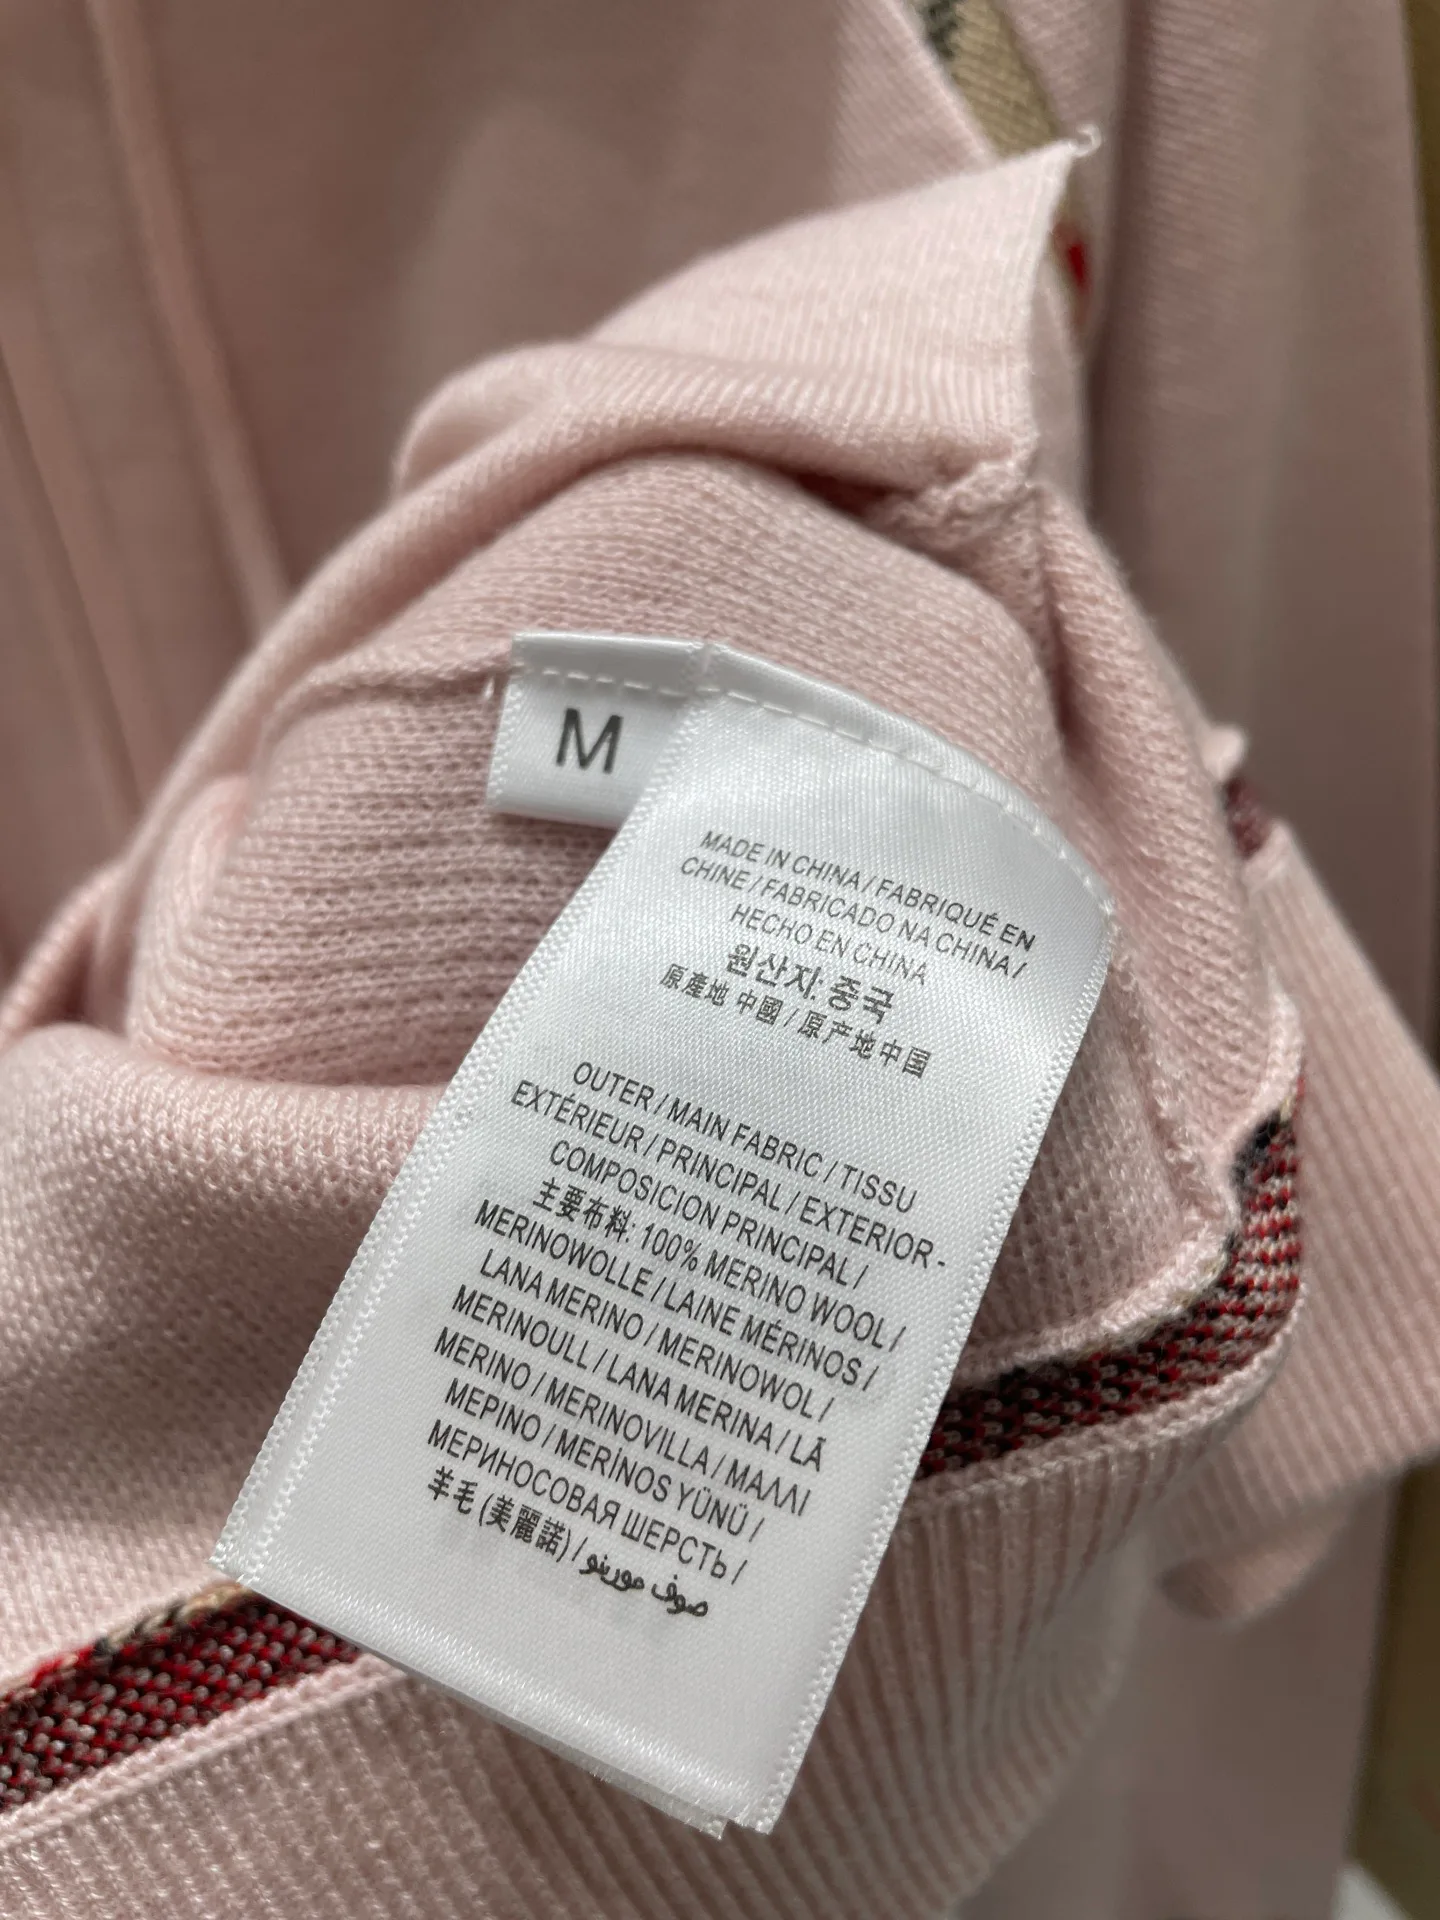 M
MADE IN CHINA / FABRIQUÉ EN
CHINE / FABRICADO NA CHINA /
HECHO EN CHINA
원산지: 중국
原產地 中國 / 原产地中国
OUTER / MAIN FABRIC / TISSU
EXTÉRIEUR / PRINCIPAL / EXTERIOR -
COMPOSICION PRINCIPAL /
主要布料: 100% MERINO WOOL /
MERINOWOLLE / LAINE MÉRINOS /
LANA MERINO / MERINOWOL /
MERINOULL / LANA MERINA / LÃ
MERINO / MERINOVILLA / ΜΑΛΛΙ
ΜΕΡΙΝΟ / MERİNOS YÜNÜ /
МЕРИНОСОВАЯ ШЕРСТЬ /
羊毛 (美麗諾) / صوف مورينو